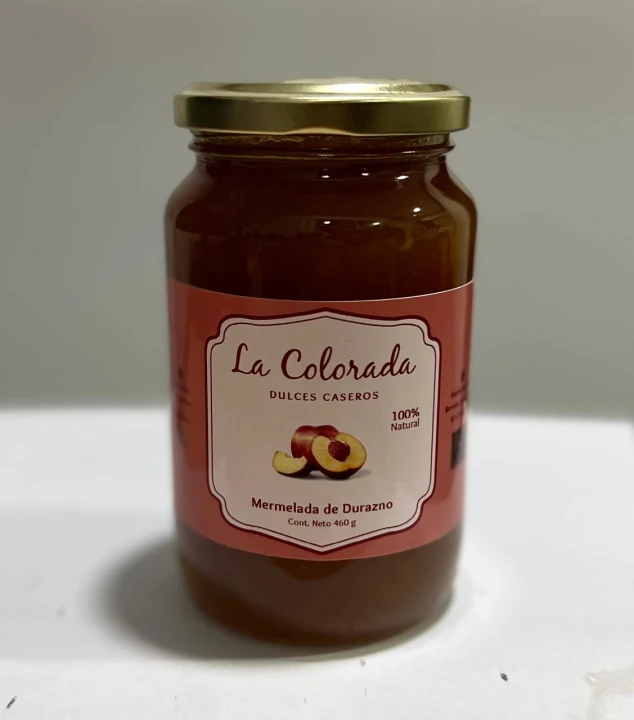 La Colorada
DULCES CASEROS
100%
Natural
Mermelada de Durazno
Cont. Neto 460 g